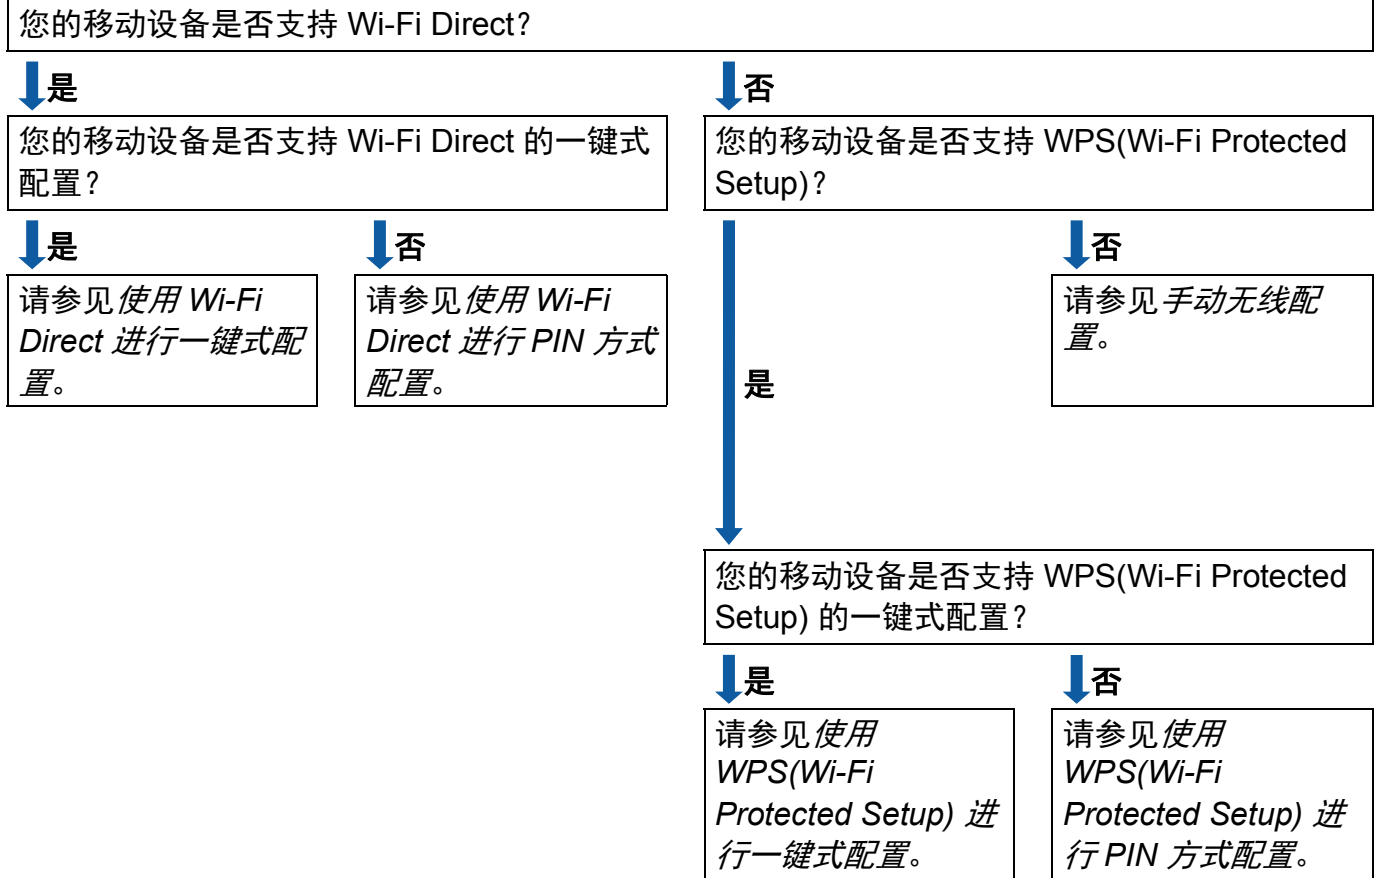 您的移动设备是否支持 Wi-Fi Direct？
是
否
您的移动设备是否支持 Wi-Fi Direct 的一键式
配置？
您的移动设备是否支持 WPS(Wi-Fi Protected
Setup)？
是
否
否
请参见使用 Wi-Fi
Direct 进行一键式配
置。
请参见使用 Wi-Fi
Direct 进行 PIN 方式
配置。
是
请参见手动无线配
置。
您的移动设备是否支持 WPS(Wi-Fi Protected
Setup) 的一键式配置？
是
否
请参见使用
WPS(Wi-Fi
Protected Setup) 进
行一键式配置。
请参见使用
WPS(Wi-Fi
Protected Setup) 进
行 PIN 方式配置。